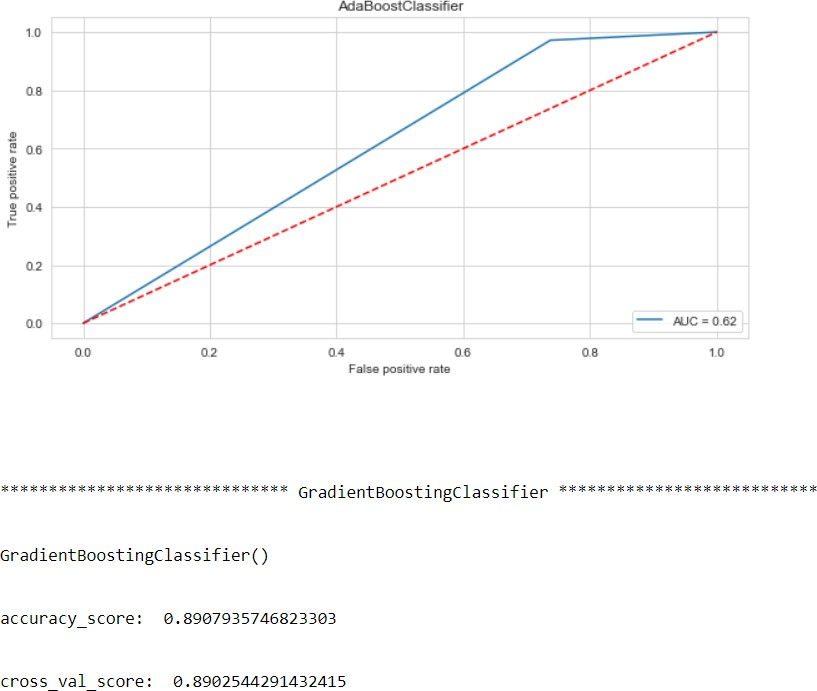 AdaBoostClassifier
1.0
0.8
0.6
0.4
0.2
0.0
True positive rate
AUC = 0.62
0.0 0.2 0.4 0.6 0.8 1.0
False positive rate
****************************** GradientBoostingClassifier ***************************
GradientBoostingClassifier()
accuracy_score:  0.8907935746823303
cross_val_score:  0.8902544291432415